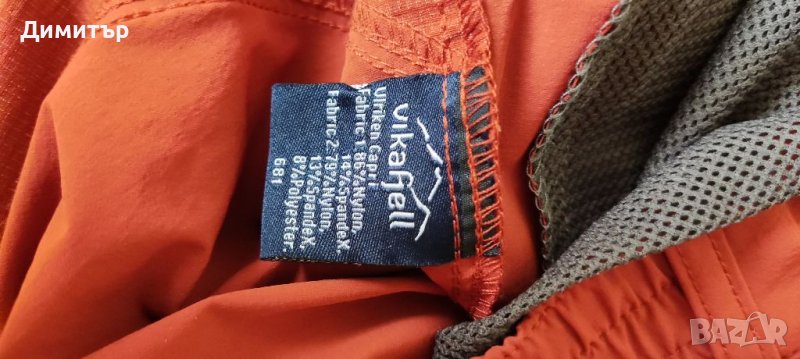 Димитър
vikafjell
Ulriken Capri
Fabric 1: 86%Nylon,
14%SpandeX.
Fabric-2: 79%Nylon,
13%SpandeX,
8%Polyester.
681
BAZAR